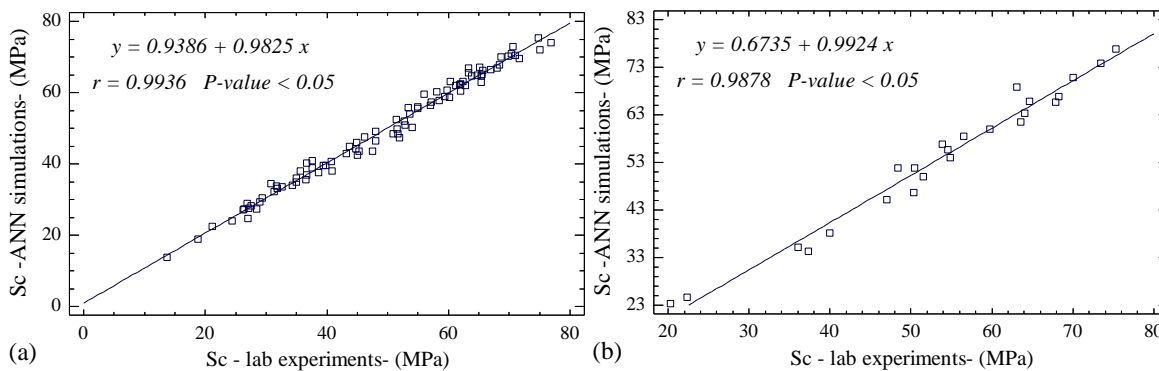 y = 0.9386 + 0.9825 x
r = 0.9936 P-value < 0.05
Sc -ANN simulations- (MPa)
80
60
40
20
0
0 20 40 60 80
(a)
Sc - lab experiments- (MPa)
y = 0.6735 + 0.9924 x
r = 0.9878 P-value < 0.05
Sc -ANN simulations- (MPa)
83
73
63
53
43
33
23
20 30 40 50 60 70 80
(b)
Sc - lab experiments- (MPa)